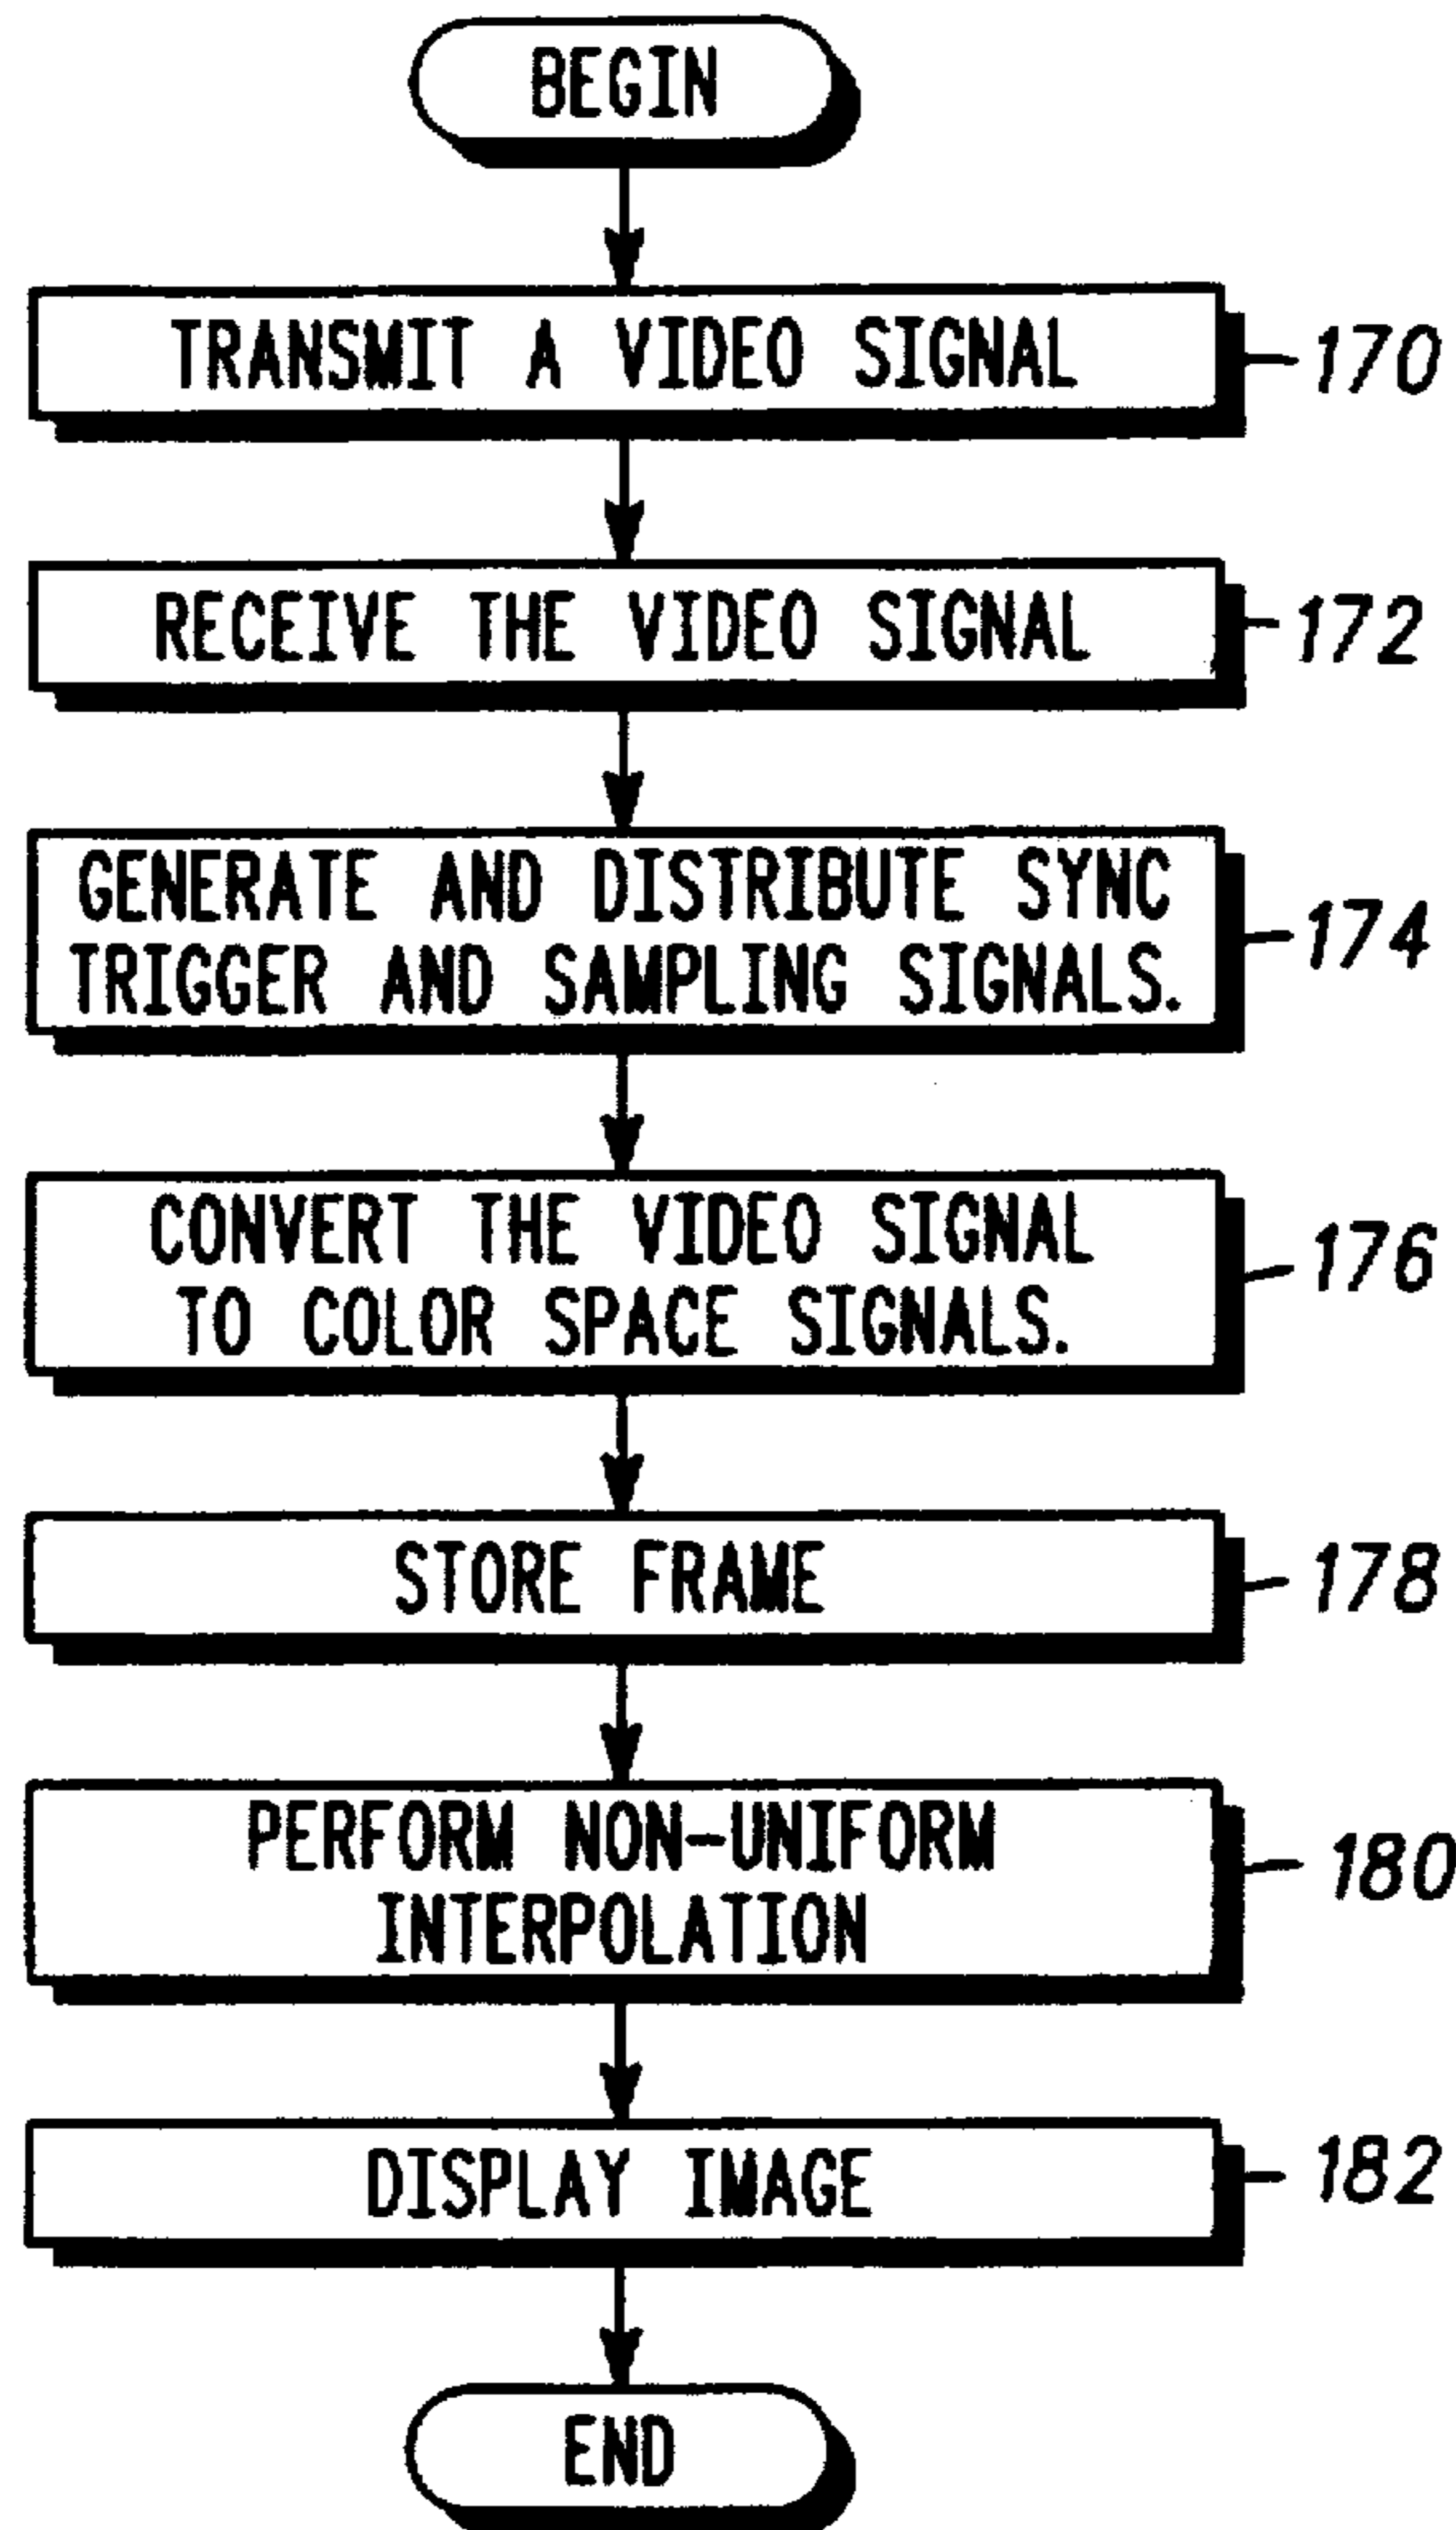 BEGIN
TRANSMIT A VIDEO SIGNAL
170
RECEIVE THE VIDEO SIGNAL
172
GENERATE AND DISTRIBUTE SYNC
TRIGGER AND SAMPLING SIGNALS.
174
CONVERT THE VIDEO SIGNAL
TO COLOR SPACE SIGNALS.
176
STORE FRAME
178
PERFORM NON-UNIFORM
INTERPOLATION
180
DISPLAY IMAGE
182
END